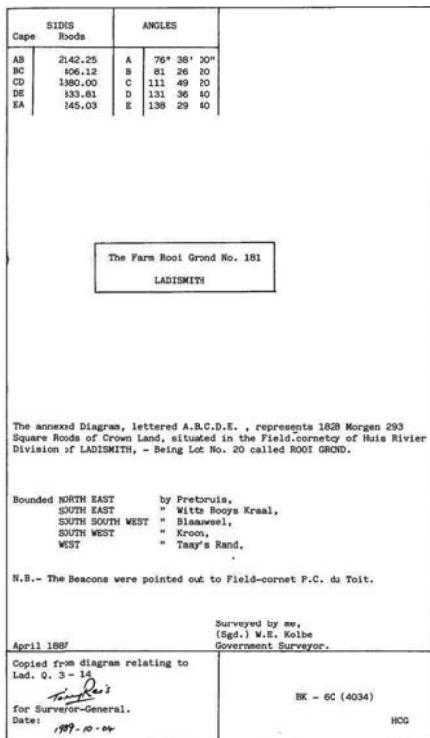 SIDES ANGLES
Cape Roods
AB 2142.25 A 76° 38' 00"
BC 406.12 B 81 26 20
CD 1380.00 C 111 49 20
DE 833.81 D 131 36 40
EA 245.03 E 138 29 40
The Farm Rooi Grond No. 181
LADISMITH
The annexed Diagram, lettered A.B.C.D.E. , represents 1828 Morgen 293
Square Roods of Crown Land, situated in the Field.cornetcy of Huis Rivier
Division of LADISMITH, - Being Lot No. 20 called ROOI GROND.
Bounded NORTH EAST by Pretoruis,
SOUTH EAST " Witte Booys Kraal,
SOUTH SOUTH WEST " Blaauwsel,
SOUTH WEST " Kroon,
WEST " Taay's Rand,
N.B.- The Beacons were pointed out to Field-cornet P.C. du Toit.
Surveyed by me,
(Sgd.) W.E. Kolbe
April 1887 Government Surveyor.
Copied from diagram relating to
Lad. Q. 3 - 14
for Surveyor-General.
Date: 1989-10-04
BK - 6C (4034)
HCG